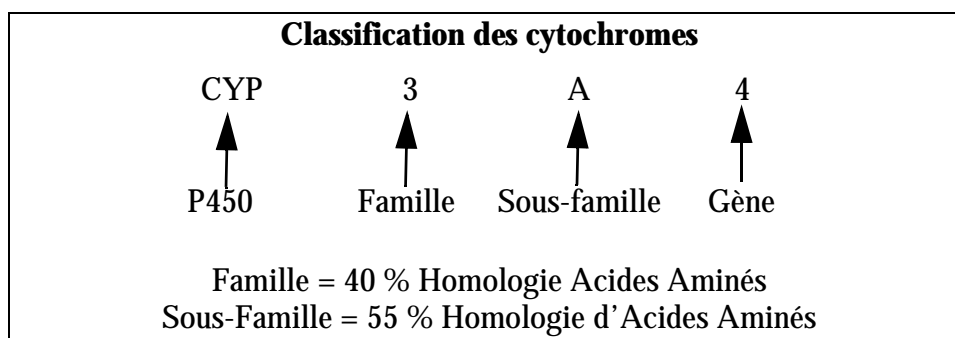 Classification des cytochromes
CYP 3 A 4
P450 Famille Sous-famille Gène
Famille = 40 % Homologie Acides Aminés
Sous-Famille = 55 % Homologie d’Acides Aminés